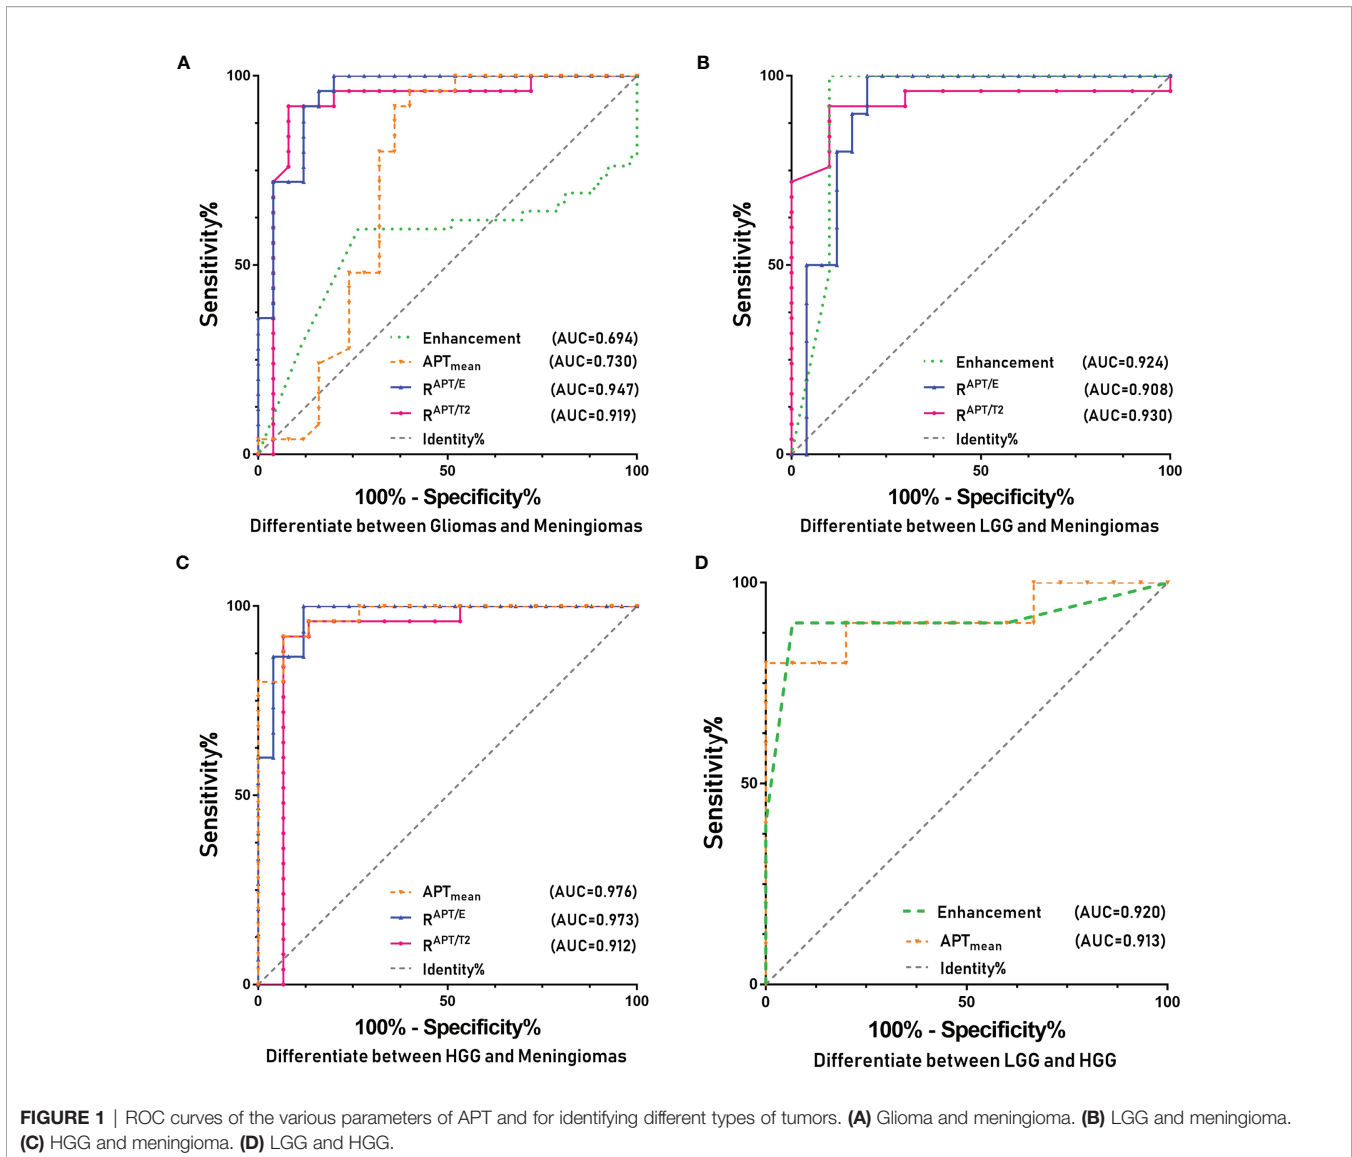 A
100
50
0
Sensitivity%
Enhancement (AUC=0.694)
APTmean (AUC=0.730)
R^APT/E (AUC=0.947)
R^APT/T2 (AUC=0.919)
Identity%
0 50 100
100% - Specificity%
Differentiate between Gliomas and Meningiomas
B
100
50
0
Sensitivity%
Enhancement (AUC=0.924)
R^APT/E (AUC=0.908)
R^APT/T2 (AUC=0.930)
Identity%
0 50 100
100% - Specificity%
Differentiate between LGG and Meningiomas
C
100
50
0
Sensitivity%
APTmean (AUC=0.976)
R^APT/E (AUC=0.973)
R^APT/T2 (AUC=0.912)
Identity%
0 50 100
100% - Specificity%
Differentiate between HGG and Meningiomas
D
100
50
0
Sensitivity%
Enhancement (AUC=0.920)
APTmean (AUC=0.913)
Identity%
0 50 100
100% - Specificity%
Differentiate between LGG and HGG
FIGURE 1 | ROC curves of the various parameters of APT and for identifying different types of tumors. (A) Glioma and meningioma. (B) LGG and meningioma.
(C) HGG and meningioma. (D) LGG and HGG.